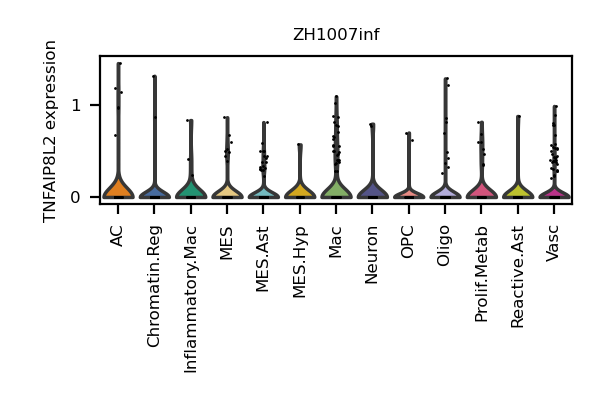 ZH1007inf
TNFAIP8L2 expression
1
0
AC
Chromatin.Reg
Inflammatory.Mac
MES
MES.Ast
MES.Hyp
Mac
Neuron
OPC
Oligo
Prolif.Metab
Reactive.Ast
Vasc